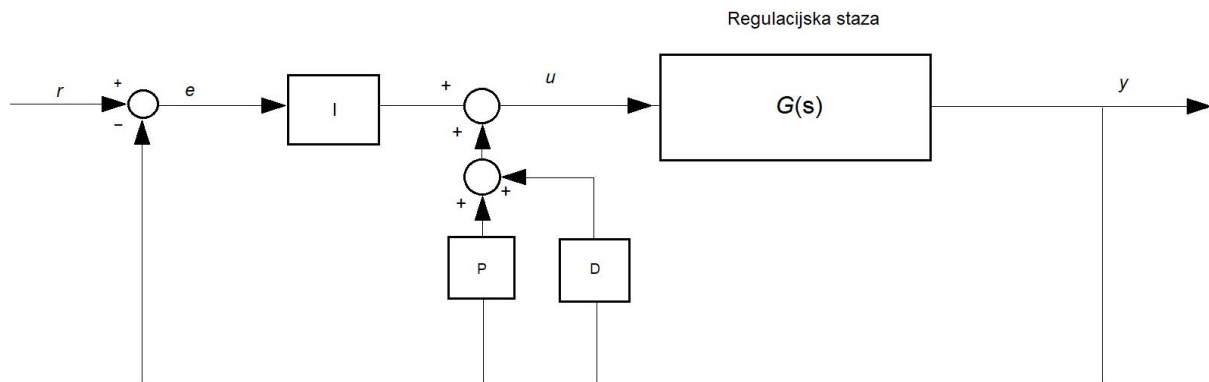 Regulacijska staza
r
+
−
e
I
+
+
u
G(s)
y
+
+
P
D